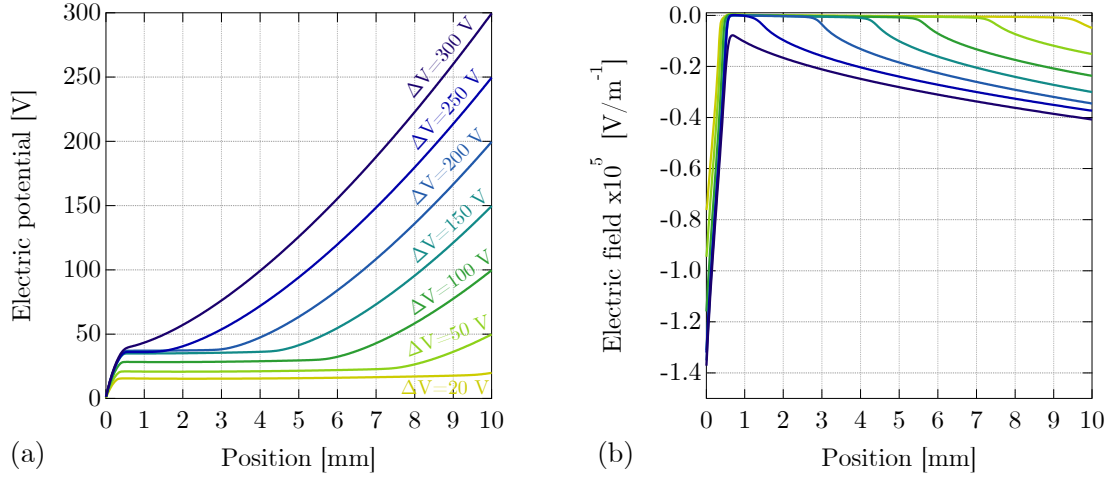 300
250
200
150
100
50
0
0 1 2 3 4 5 6 7 8 9 10
Electric potential [V]
Position [mm]
ΔV=300 V
ΔV=250 V
ΔV=200 V
ΔV=150 V
ΔV=100 V
ΔV=50 V
ΔV=20 V
(a)
0.0
-0.2
-0.4
-0.6
-0.8
-1.0
-1.2
-1.4
0 1 2 3 4 5 6 7 8 9 10
Electric field x10⁵ [V/m⁻¹]
Position [mm]
(b)